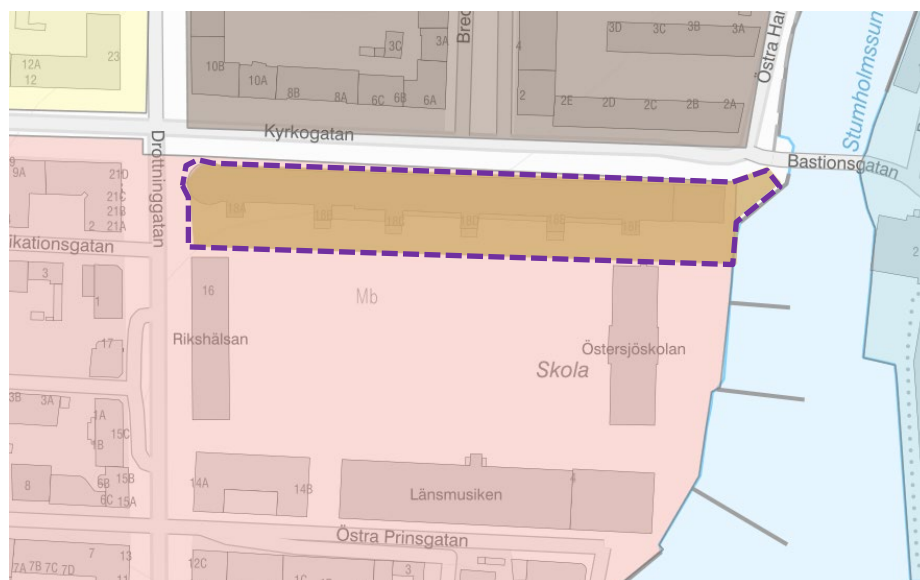 3D
3C
3B
3A
3C
3A
Bred
Östra Ha
Stumholmssun
23
12A
12
10B
10A
8B
8A
6C
6B
6A
4
2
2E
2D
2C
2B
2A
Kyrkogatan
Bastionsgatan
Drottninggatan
9A
21D
21C
21B
21A
2
18A
ikationsgatan
3
1
16
Mb
17
Rikshälsan
Östersjöskolan
Skola
2
3B
3A
1A
15C
1B
8
5B
15B
6C
15A
14A
14B
Länsmusiken
4
Östra Prinsgatan
7
13
7A
7B
7C
7D
11
12C
1C
3